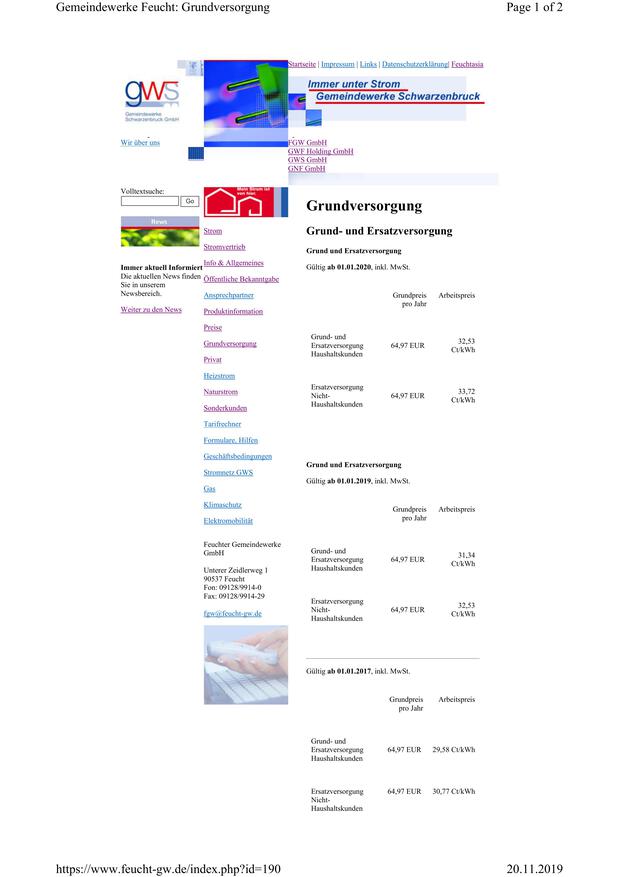 Gemeindewerke Feucht: Grundversorgung
Page 1 of 2
Startseite | Impressum | Links | Datenschutzerklärung| Feuchtasia
gws
Gemeindewerke
Schwarzenbruck GmbH
Immer unter Strom
Gemeindewerke Schwarzenbruck
Wir über uns
FGW GmbH
GWF Holding GmbH
GWS GmbH
GNF GmbH
Volltextsuche:
Go
News
Immer aktuell Informiert
Die aktuellen News finden
Sie in unserem
Newsbereich.
Weiter zu den News
Mein Strom ist
von hier.
Strom
Stromvertrieb
Info & Allgemeines
Öffentliche Bekanntgabe
Ansprechpartner
Produktinformation
Preise
Grundversorgung
Privat
Heizstrom
Naturstrom
Sonderkunden
Tarifrechner
Formulare, Hilfen
Geschäftsbedingungen
Stromnetz GWS
Gas
Klimaschutz
Elektromobilität
Feuchter Gemeindewerke
GmbH
Unterer Zeidlerweg 1
90537 Feucht
Fon: 09128/9914-0
Fax: 09128/9914-29
fgw@feucht-gw.de
Grundversorgung
Grund- und Ersatzversorgung
Grund und Ersatzversorgung
Gültig ab 01.01.2020, inkl. MwSt.
Grundpreis
pro Jahr
Arbeitspreis
Grund- und
Ersatzversorgung
Haushaltskunden
64,97 EUR
32,53
Ct/kWh
Ersatzversorgung
Nicht-
Haushaltskunden
64,97 EUR
33,72
Ct/kWh
Grund und Ersatzversorgung
Gültig ab 01.01.2019, inkl. MwSt.
Grundpreis
pro Jahr
Arbeitspreis
Grund- und
Ersatzversorgung
Haushaltskunden
64,97 EUR
31,34
Ct/kWh
Ersatzversorgung
Nicht-
Haushaltskunden
64,97 EUR
32,53
Ct/kWh
Gültig ab 01.01.2017, inkl. MwSt.
Grundpreis
pro Jahr
Arbeitspreis
Grund- und
Ersatzversorgung
Haushaltskunden
64,97 EUR
29,58 Ct/kWh
Ersatzversorgung
Nicht-
Haushaltskunden
64,97 EUR
30,77 Ct/kWh
https://www.feucht-gw.de/index.php?id=190
20.11.2019